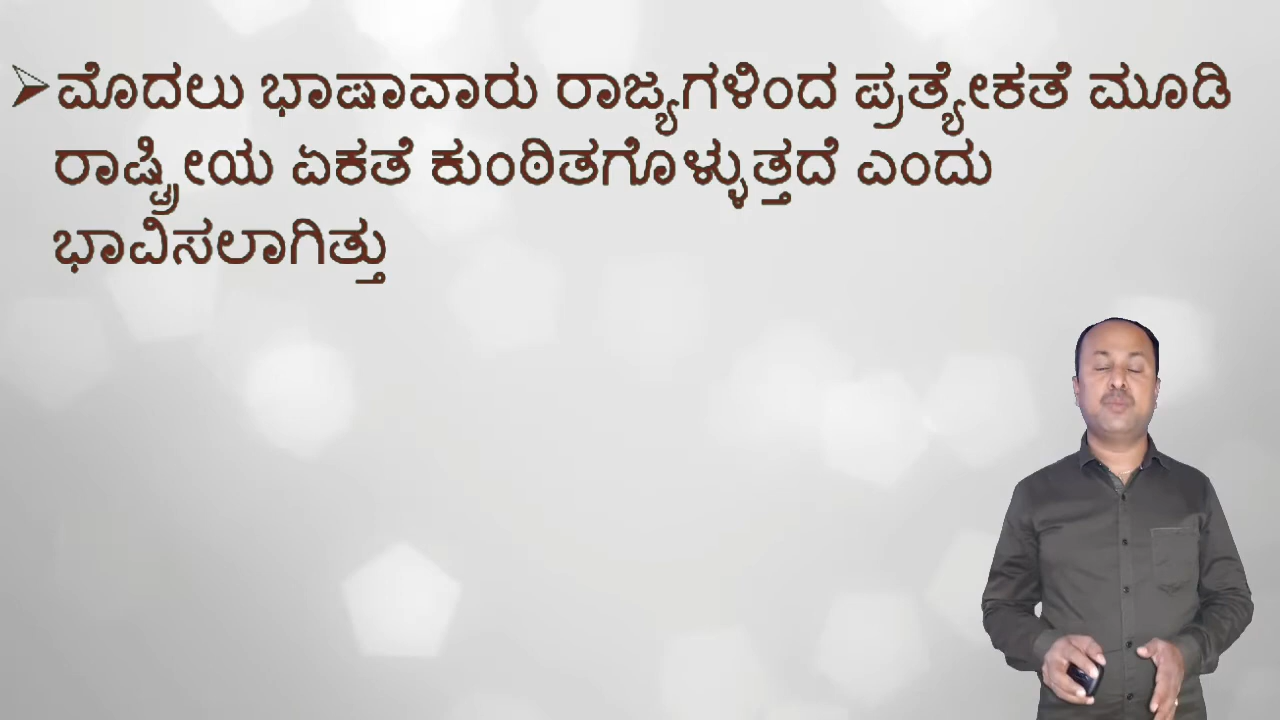 ಮೊದಲು ಭಾಷಾವಾರು ರಾಜ್ಯಗಳಿಂದ ಪ್ರತ್ಯೇಕತೆ ಮೂಡಿ
ರಾಷ್ಟ್ರೀಯ ಏಕತೆ ಕುಂಠಿತಗೊಳ್ಳುತ್ತದೆ ಎಂದು
ಭಾವಿಸಲಾಗಿತ್ತು